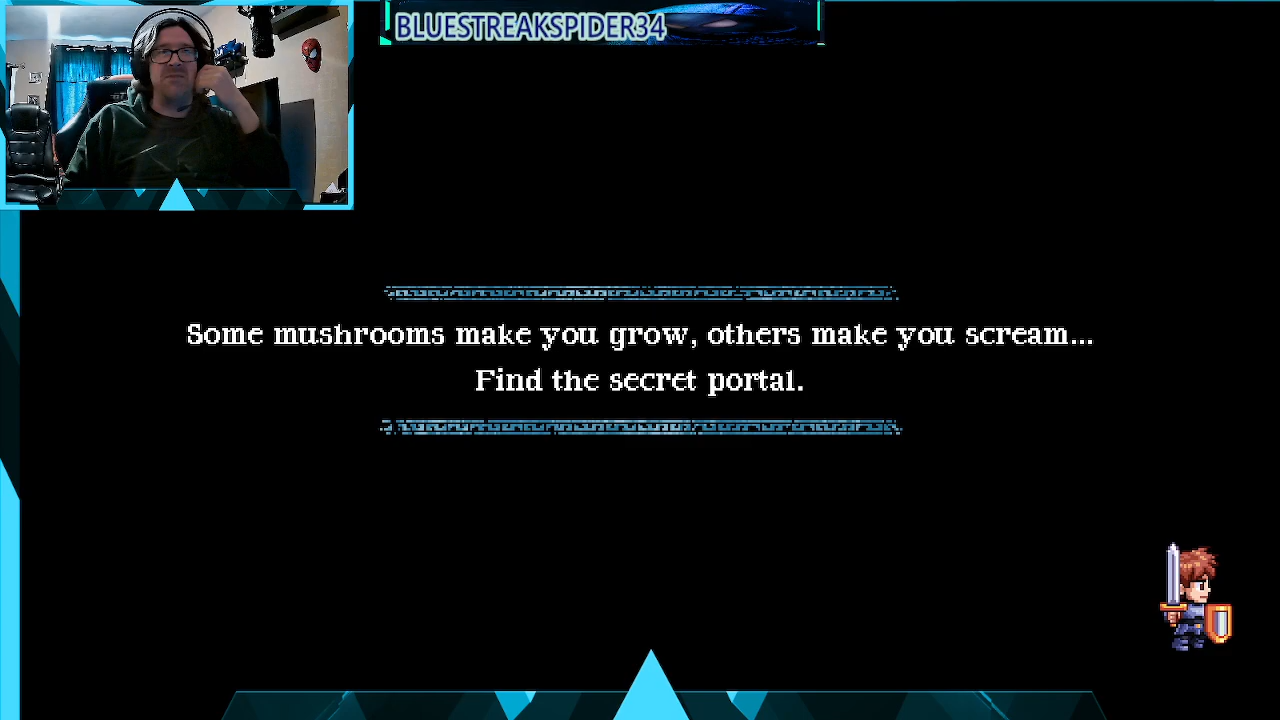 BLUESTREAKSPIDER34
Some mushrooms make you grow, others make you scream...
Find the secret portal.